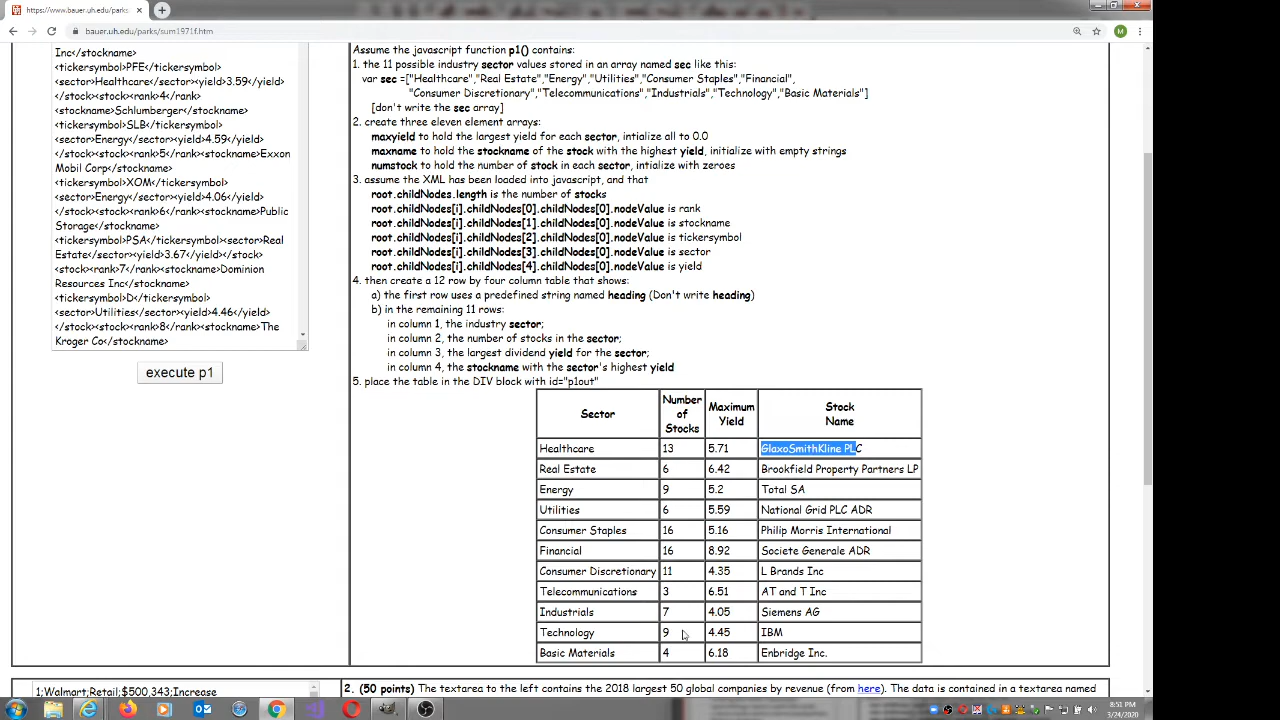 https://www.bauer.uh.edu/parks/s
bauer.uh.edu/parks/sum1971f.htm
M
Inc</stockname>
<tickersymbol>PFE</tickersymbol>
<sector>Healthcare</sector><yield>3.59</yield>
</stock><stock><rank>4</rank>
<stockname>Schlumberger</stockname>
<tickersymbol>SLB</tickersymbol>
<sector>Energy</sector><yield>4.59</yield>
</stock><stock><rank>5</rank><stockname>Exxon
Mobil Corp</stockname>
<tickersymbol>XOM</tickersymbol>
<sector>Energy</sector><yield>4.06</yield>
</stock><stock><rank>6</rank><stockname>Public
Storage</stockname>
<tickersymbol>PSA</tickersymbol><sector>Real
Estate</sector><yield>3.67</yield></stock>
<stock><rank>7</rank><stockname>Dominion
Resources Inc</stockname>
<tickersymbol>D</tickersymbol>
<sector>Utilities</sector><yield>4.46</yield>
</stock><stock><rank>8</rank><stockname>The
Kroger Co</stockname>
execute p1
Assume the javascript function p1() contains:
1. the 11 possible industry sector values stored in an array named sec like this:
var sec =["Healthcare","Real Estate","Energy","Utilities","Consumer Staples","Financial",
"Consumer Discretionary","Telecommunications","Industrials","Technology","Basic Materials"]
[don't write the sec array]
2. create three eleven element arrays:
maxyield to hold the largest yield for each sector, intialize all to 0.0
maxname to hold the stockname of the stock with the highest yield, initialize with empty strings
numstock to hold the number of stock in each sector, intialize with zeroes
3. assume the XML has been loaded into javascript, and that
root.childNodes.length is the number of stocks
root.childNodes[i].childNodes[0].childNodes[0].nodeValue is rank
root.childNodes[i].childNodes[1].childNodes[0].nodeValue is stockname
root.childNodes[i].childNodes[2].childNodes[0].nodeValue is tickersymbol
root.childNodes[i].childNodes[3].childNodes[0].nodeValue is sector
root.childNodes[i].childNodes[4].childNodes[0].nodeValue is yield
4. then create a 12 row by four column table that shows:
a) the first row uses a predefined string named heading (Don't write heading)
b) in the remaining 11 rows:
in column 1, the industry sector;
in column 2, the number of stocks in the sector;
in column 3, the largest dividend yield for the sector;
in column 4, the stockname with the sector's highest yield
5. place the table in the DIV block with id="p1out"
Sector Number of Stocks Maximum Yield Stock Name
Healthcare 13 5.71 GlaxoSmithKline PLC
Real Estate 6 6.42 Brookfield Property Partners LP
Energy 9 5.2 Total SA
Utilities 6 5.59 National Grid PLC ADR
Consumer Staples 16 5.16 Philip Morris International
Financial 16 8.92 Societe Generale ADR
Consumer Discretionary 11 4.35 L Brands Inc
Telecommunications 3 6.51 AT and T Inc
Industrials 7 4.05 Siemens AG
Technology 9 4.45 IBM
Basic Materials 4 6.18 Enbridge Inc.
1;Walmart;Retail;$500,343;Increase
2. (50 points) The textarea to the left contains the 2018 largest 50 global companies by revenue (from here). The data is contained in a textarea named
8:51 PM
3/24/2020